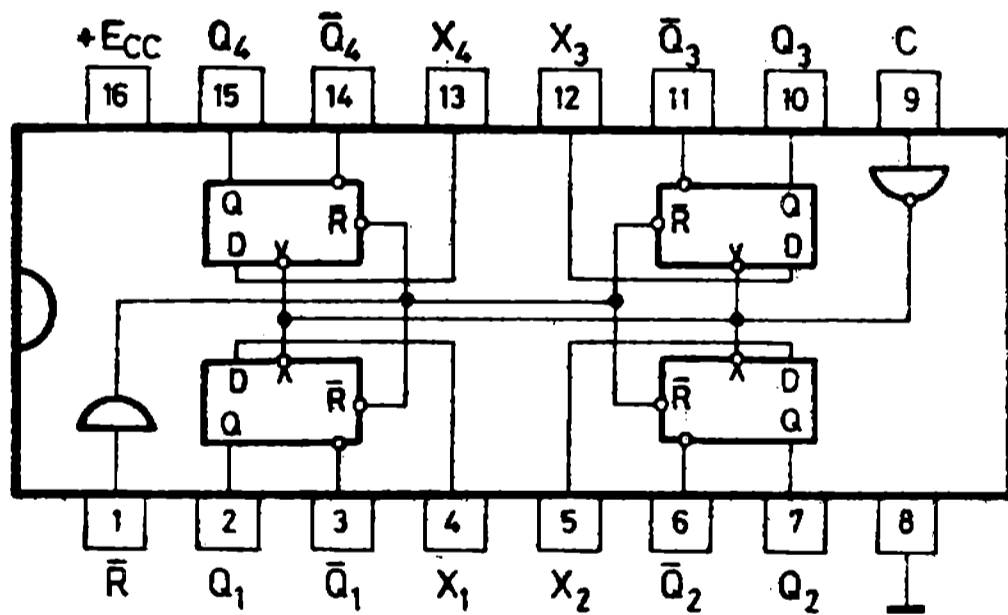 +E_CC Q₄ Q̅₄ X₄ X₃ Q̅₃ Q₃ C
16 15 14 13 12 11 10 9
Q R̅ R̅ Q
D D
D R̅ R̅ D
Q Q
1 2 3 4 5 6 7 8
R̅ Q₁ Q̅₁ X₁ X₂ Q̅₂ Q₂